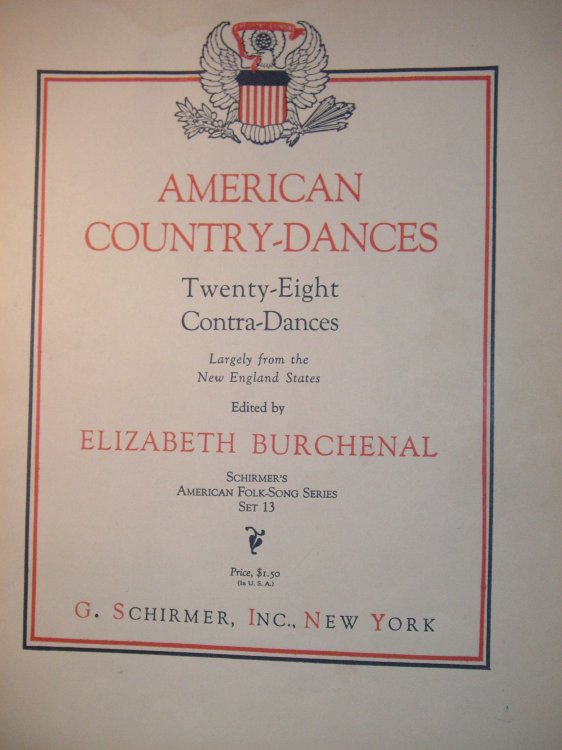 AMERICAN
COUNTRY-DANCES
Twenty-Eight
Contra-Dances
Largely from the
New England States
Edited by
ELIZABETH BURCHENAL
SCHIRMER'S
AMERICAN FOLK-SONG SERIES
SET 13
Price, $1.50
(IN U. S. A.)
G. SCHIRMER, INC., NEW YORK